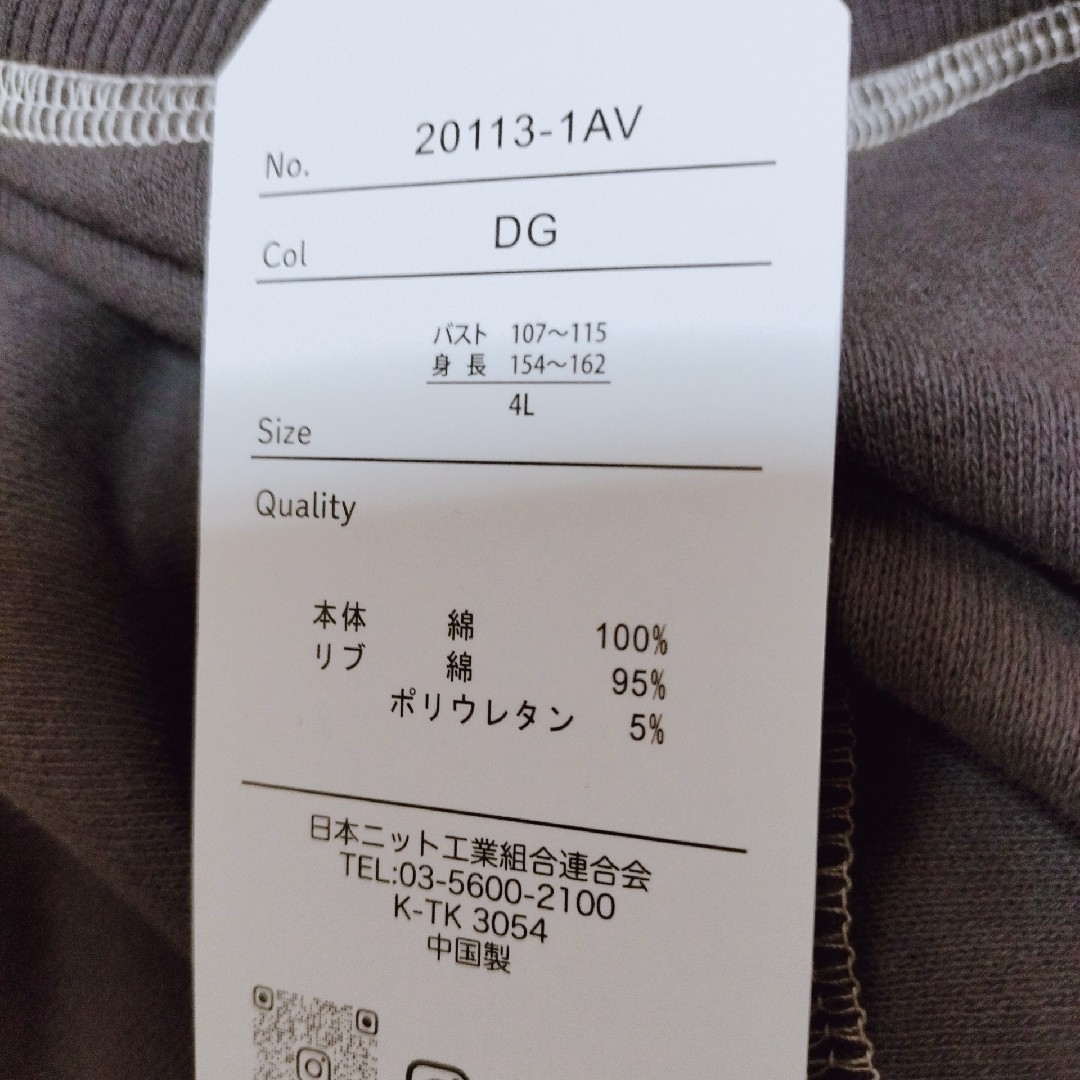 No. 20113-1AV
Col DG
バスト 107〜115
身長 154〜162
4L
Size
Quality
本体 綿 100%
リブ 綿 95%
ポリウレタン 5%
日本ニット工業組合連合会
TEL:03-5600-2100
K-TK 3054
中国製